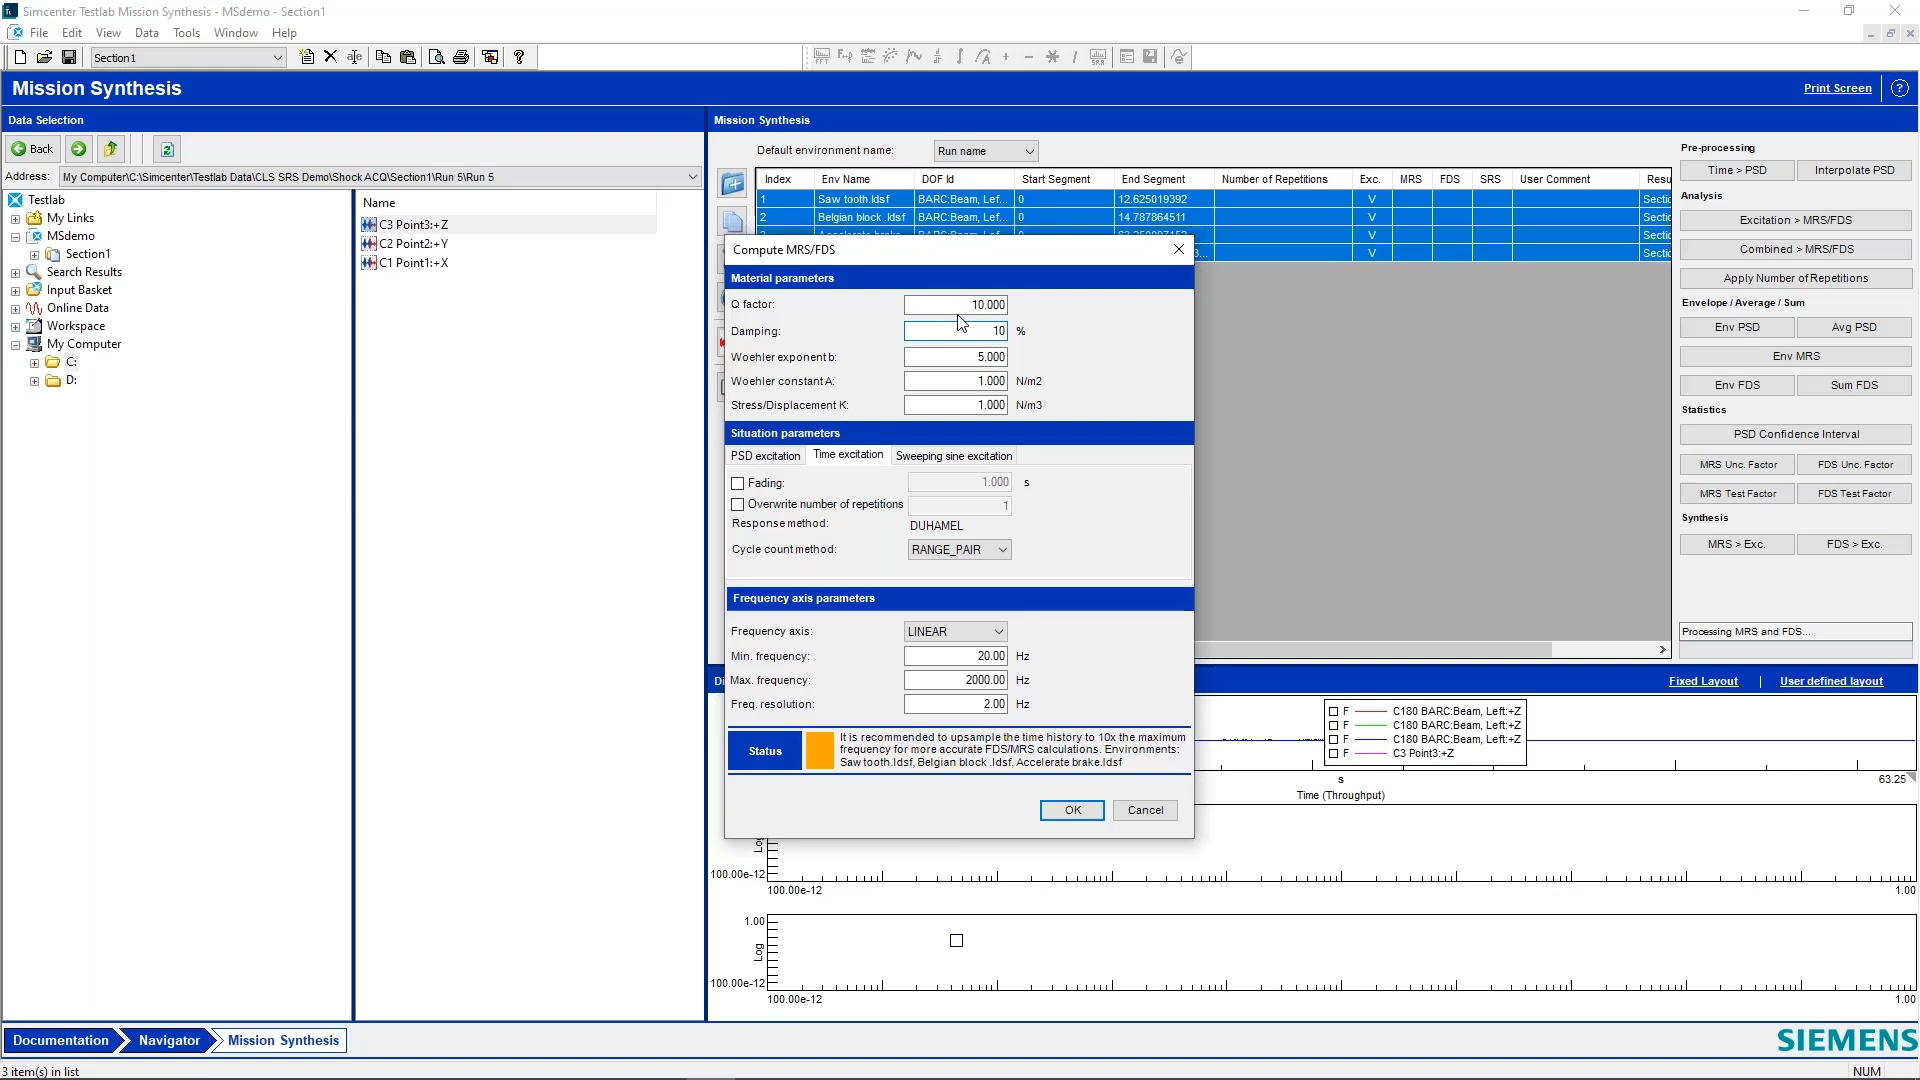 Simcenter Testlab Mission Synthesis - MSdemo - Section1
File Edit View Data Tools Window Help
Section1
Mission Synthesis
Print Screen
Data Selection
Mission Synthesis
Back
Address: My Computer\C:\Simcenter\Testlab Data\CLS SRS Demo\Shock ACQ\Section1\Run 5\Run 5
Testlab
My Links
MSdemo
Section1
Search Results
Input Basket
Online Data
Workspace
My Computer
C:
D:
Name
C3 Point3:+Z
C2 Point2:+Y
C1 Point1:+X
Default environment name: Run name
Index Env Name DOF Id Start Segment End Segment Number of Repetitions Exc. MRS FDS SRS User Comment Resu
1 Saw tooth.ldsf BARC:Beam, Lef... 0 12.625019392 V Sectic
2 Belgian block .ldsf BARC:Beam, Lef... 0 14.787864511 V Sectic
V Sectic
3... V Sectic
Compute MRS/FDS
Material parameters
Q factor: 10.000
Damping: 10 %
Woehler exponent b: 5.000
Woehler constant A: 1.000 N/m2
Stress/Displacement K: 1.000 N/m3
Situation parameters
PSD excitation Time excitation Sweeping sine excitation
Fading: 1.000 s
Overwrite number of repetitions 1
Response method: DUHAMEL
Cycle count method: RANGE_PAIR
Frequency axis parameters
Frequency axis: LINEAR
Min. frequency: 20.00 Hz
Max. frequency: 2000.00 Hz
Freq. resolution: 2.00 Hz
Status
It is recommended to upsample the time history to 10x the maximum
frequency for more accurate FDS/MRS calculations. Environments:
Saw tooth.ldsf, Belgian block .ldsf, Accelerate brake.ldsf
OK Cancel
Pre-processing
Time > PSD Interpolate PSD
Analysis
Excitation > MRS/FDS
Combined > MRS/FDS
Apply Number of Repetitions
Envelope / Average / Sum
Env PSD Avg PSD
Env MRS
Env FDS Sum FDS
Statistics
PSD Confidence Interval
MRS Unc. Factor FDS Unc. Factor
MRS Test Factor FDS Test Factor
Synthesis
MRS > Exc. FDS > Exc.
Processing MRS and FDS...
Fixed Layout | User defined layout
F C180 BARC:Beam, Left:+Z
F C180 BARC:Beam, Left:+Z
F C180 BARC:Beam, Left:+Z
F C3 Point3:+Z
s 63.25
Time (Throughput)
100.00e-12
100.00e-12 1.00
1.00
Log
100.00e-12
100.00e-12 1.00
Documentation Navigator Mission Synthesis
SIEMENS
3 item(s) in list
NUM